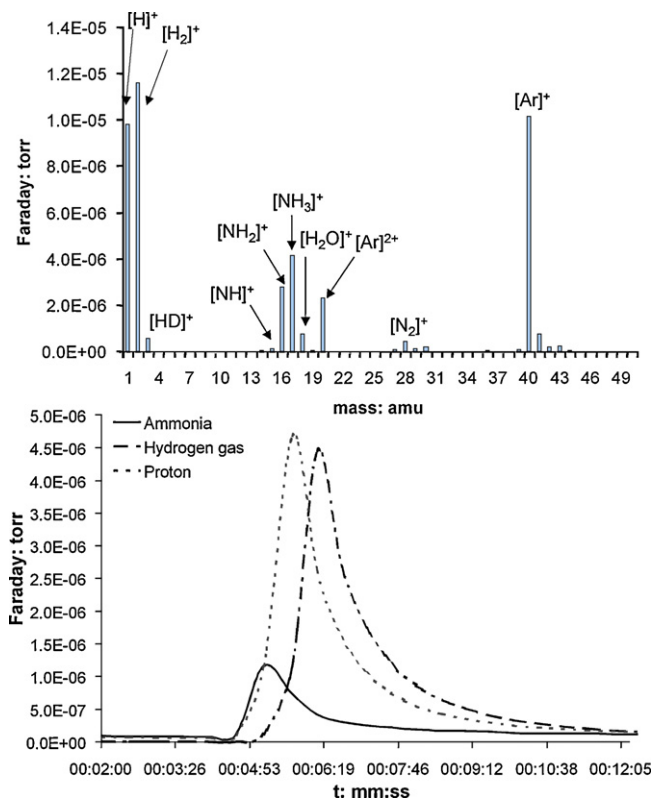 [H]+
[H2]+
1.4E-05
1.2E-05
1.0E-05
8.0E-06
6.0E-06
4.0E-06
2.0E-06
0.0E+00
Faraday: torr
[HD]+
[NH]+
[NH2]+
[NH3]+
[H2O]+
[Ar]2+
[N2]+
[Ar]+
1 4 7 10 13 16 19 22 25 28 31 34 37 40 43 46 49
mass: amu
5.0E-06
4.5E-06
4.0E-06
3.5E-06
3.0E-06
2.5E-06
2.0E-06
1.5E-06
1.0E-06
5.0E-07
0.0E+00
Faraday: torr
Ammonia
Hydrogen gas
Proton
00:02:00 00:03:26 00:04:53 00:06:19 00:07:46 00:09:12 00:10:38 00:12:05
t: mm:ss